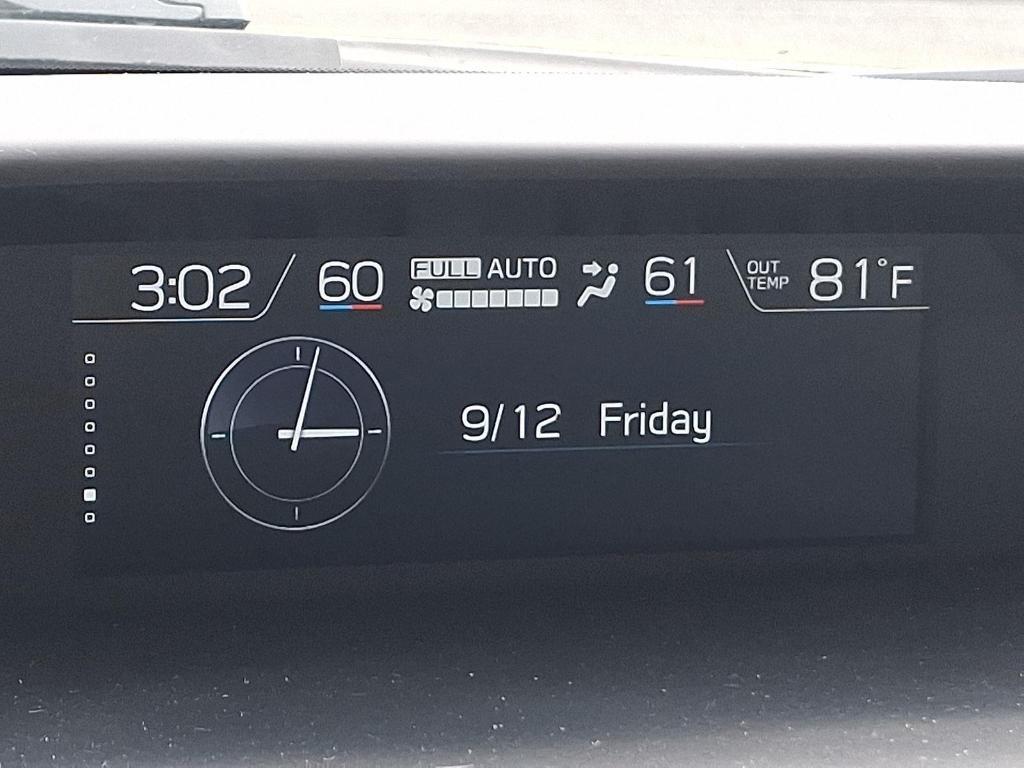 3:02 60 FULL AUTO 61 OUT TEMP 81°F
9/12 Friday